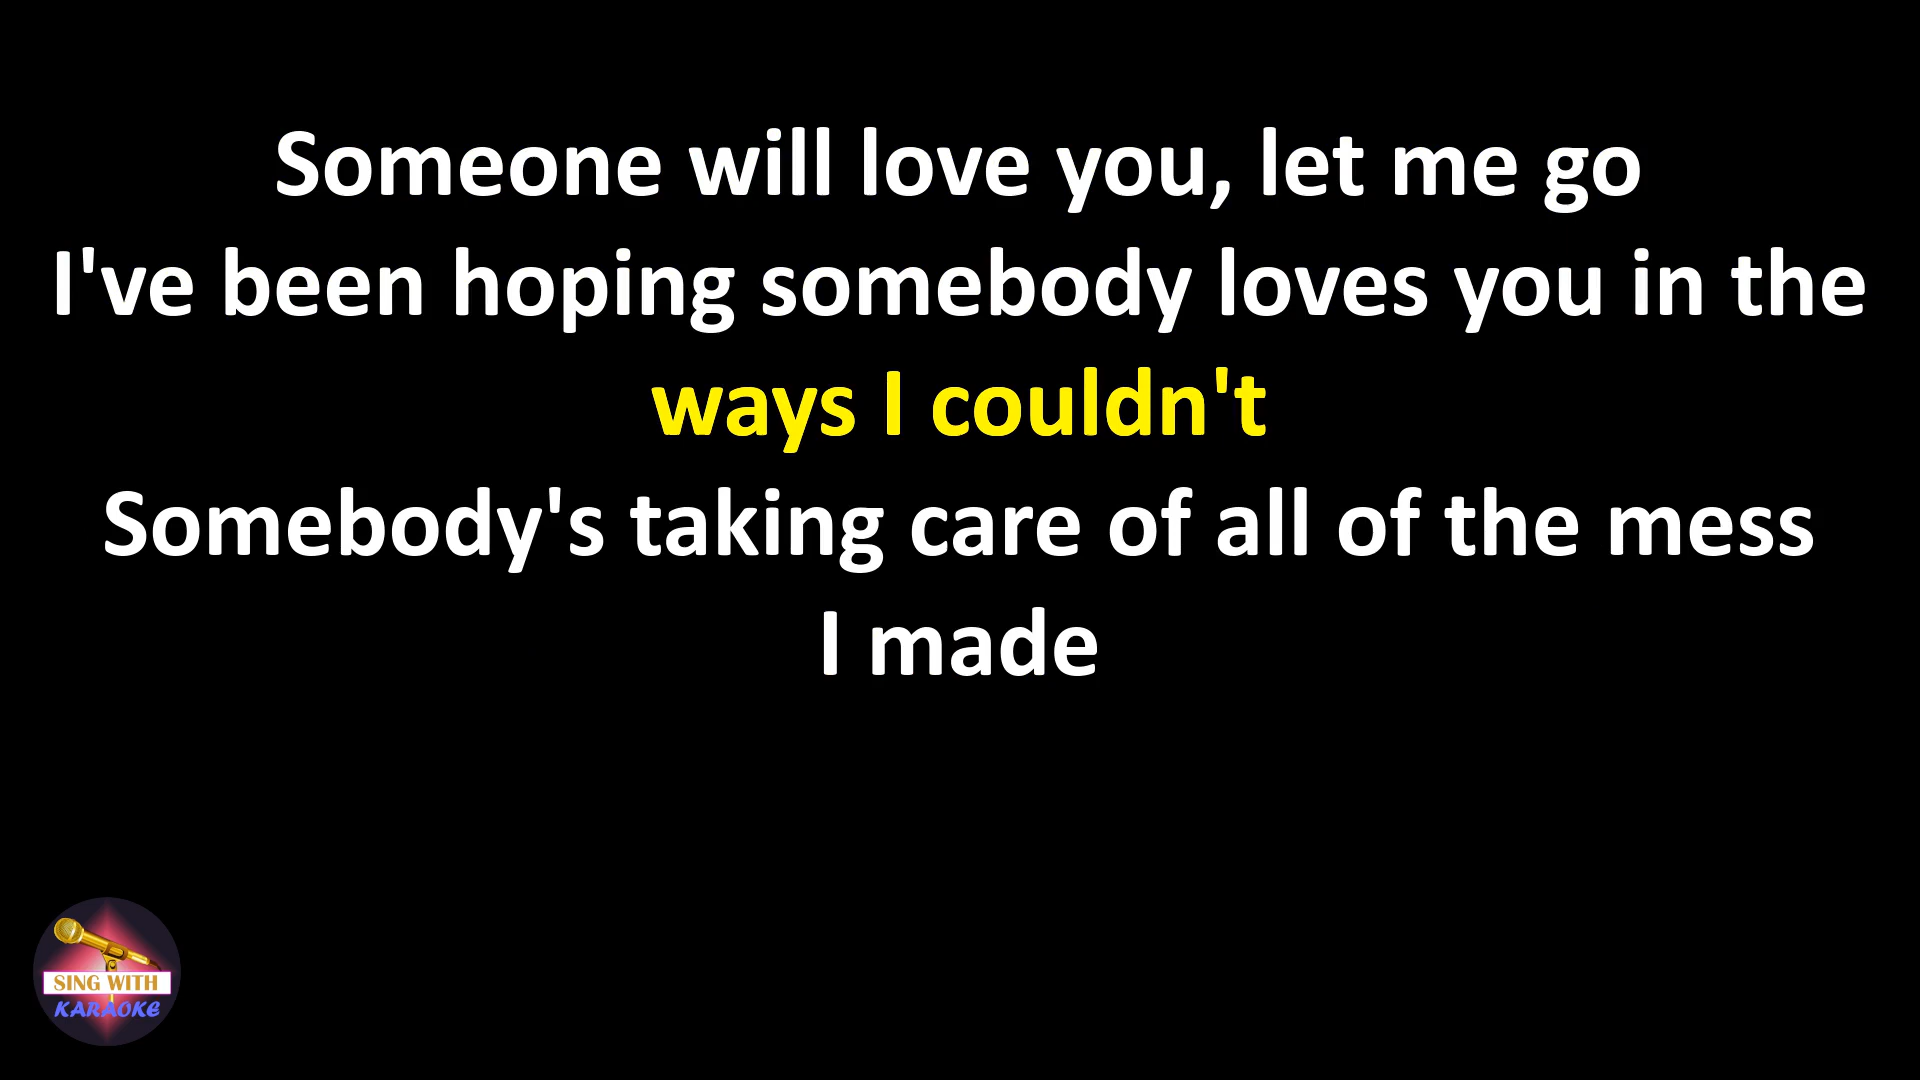 Someone will love you, let me go
I've been hoping somebody loves you in the
ways I couldn't
Somebody's taking care of all of the mess
I made
SING WITH
KARAOKE